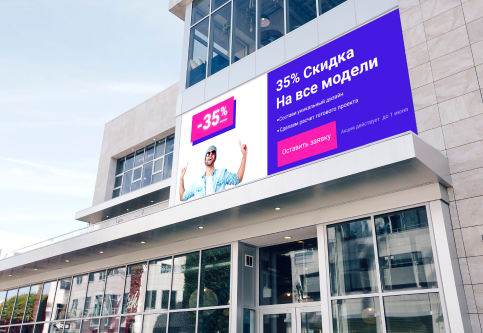 35% Скидка
На все модели
-35%
•Составим уникальный дизайн
•Сделаем расчет готового проекта
Оставить заявку
Акция действует до 1 июня